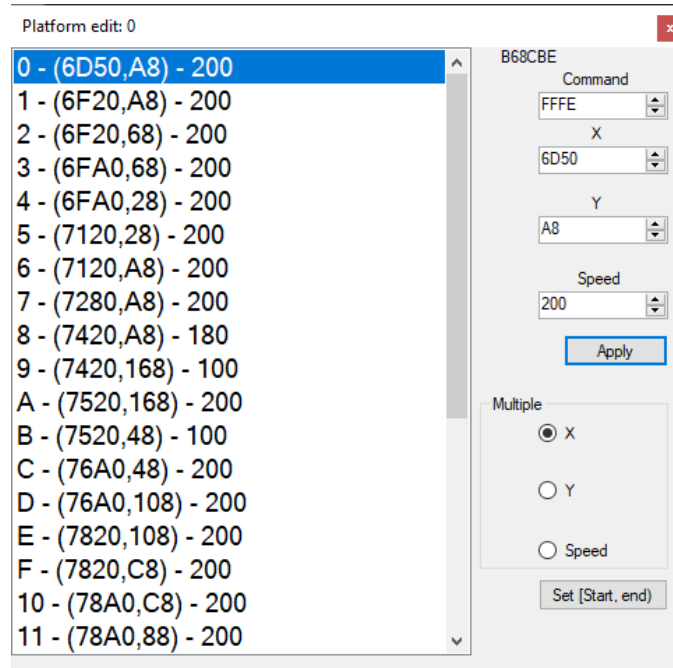 Platform edit: 0
x
0 - (6D50,A8) - 200
1 - (6F20,A8) - 200
2 - (6F20,68) - 200
3 - (6FA0,68) - 200
4 - (6FA0,28) - 200
5 - (7120,28) - 200
6 - (7120,A8) - 200
7 - (7280,A8) - 200
8 - (7420,A8) - 180
9 - (7420,168) - 100
A - (7520,168) - 200
B - (7520,48) - 100
C - (76A0,48) - 200
D - (76A0,108) - 200
E - (7820,108) - 200
F - (7820,C8) - 200
10 - (78A0,C8) - 200
11 - (78A0,88) - 200
B68CBE
Command
FFFE
X
6D50
Y
A8
Speed
200
Apply
Multiple
X
Y
Speed
Set [Start, end)